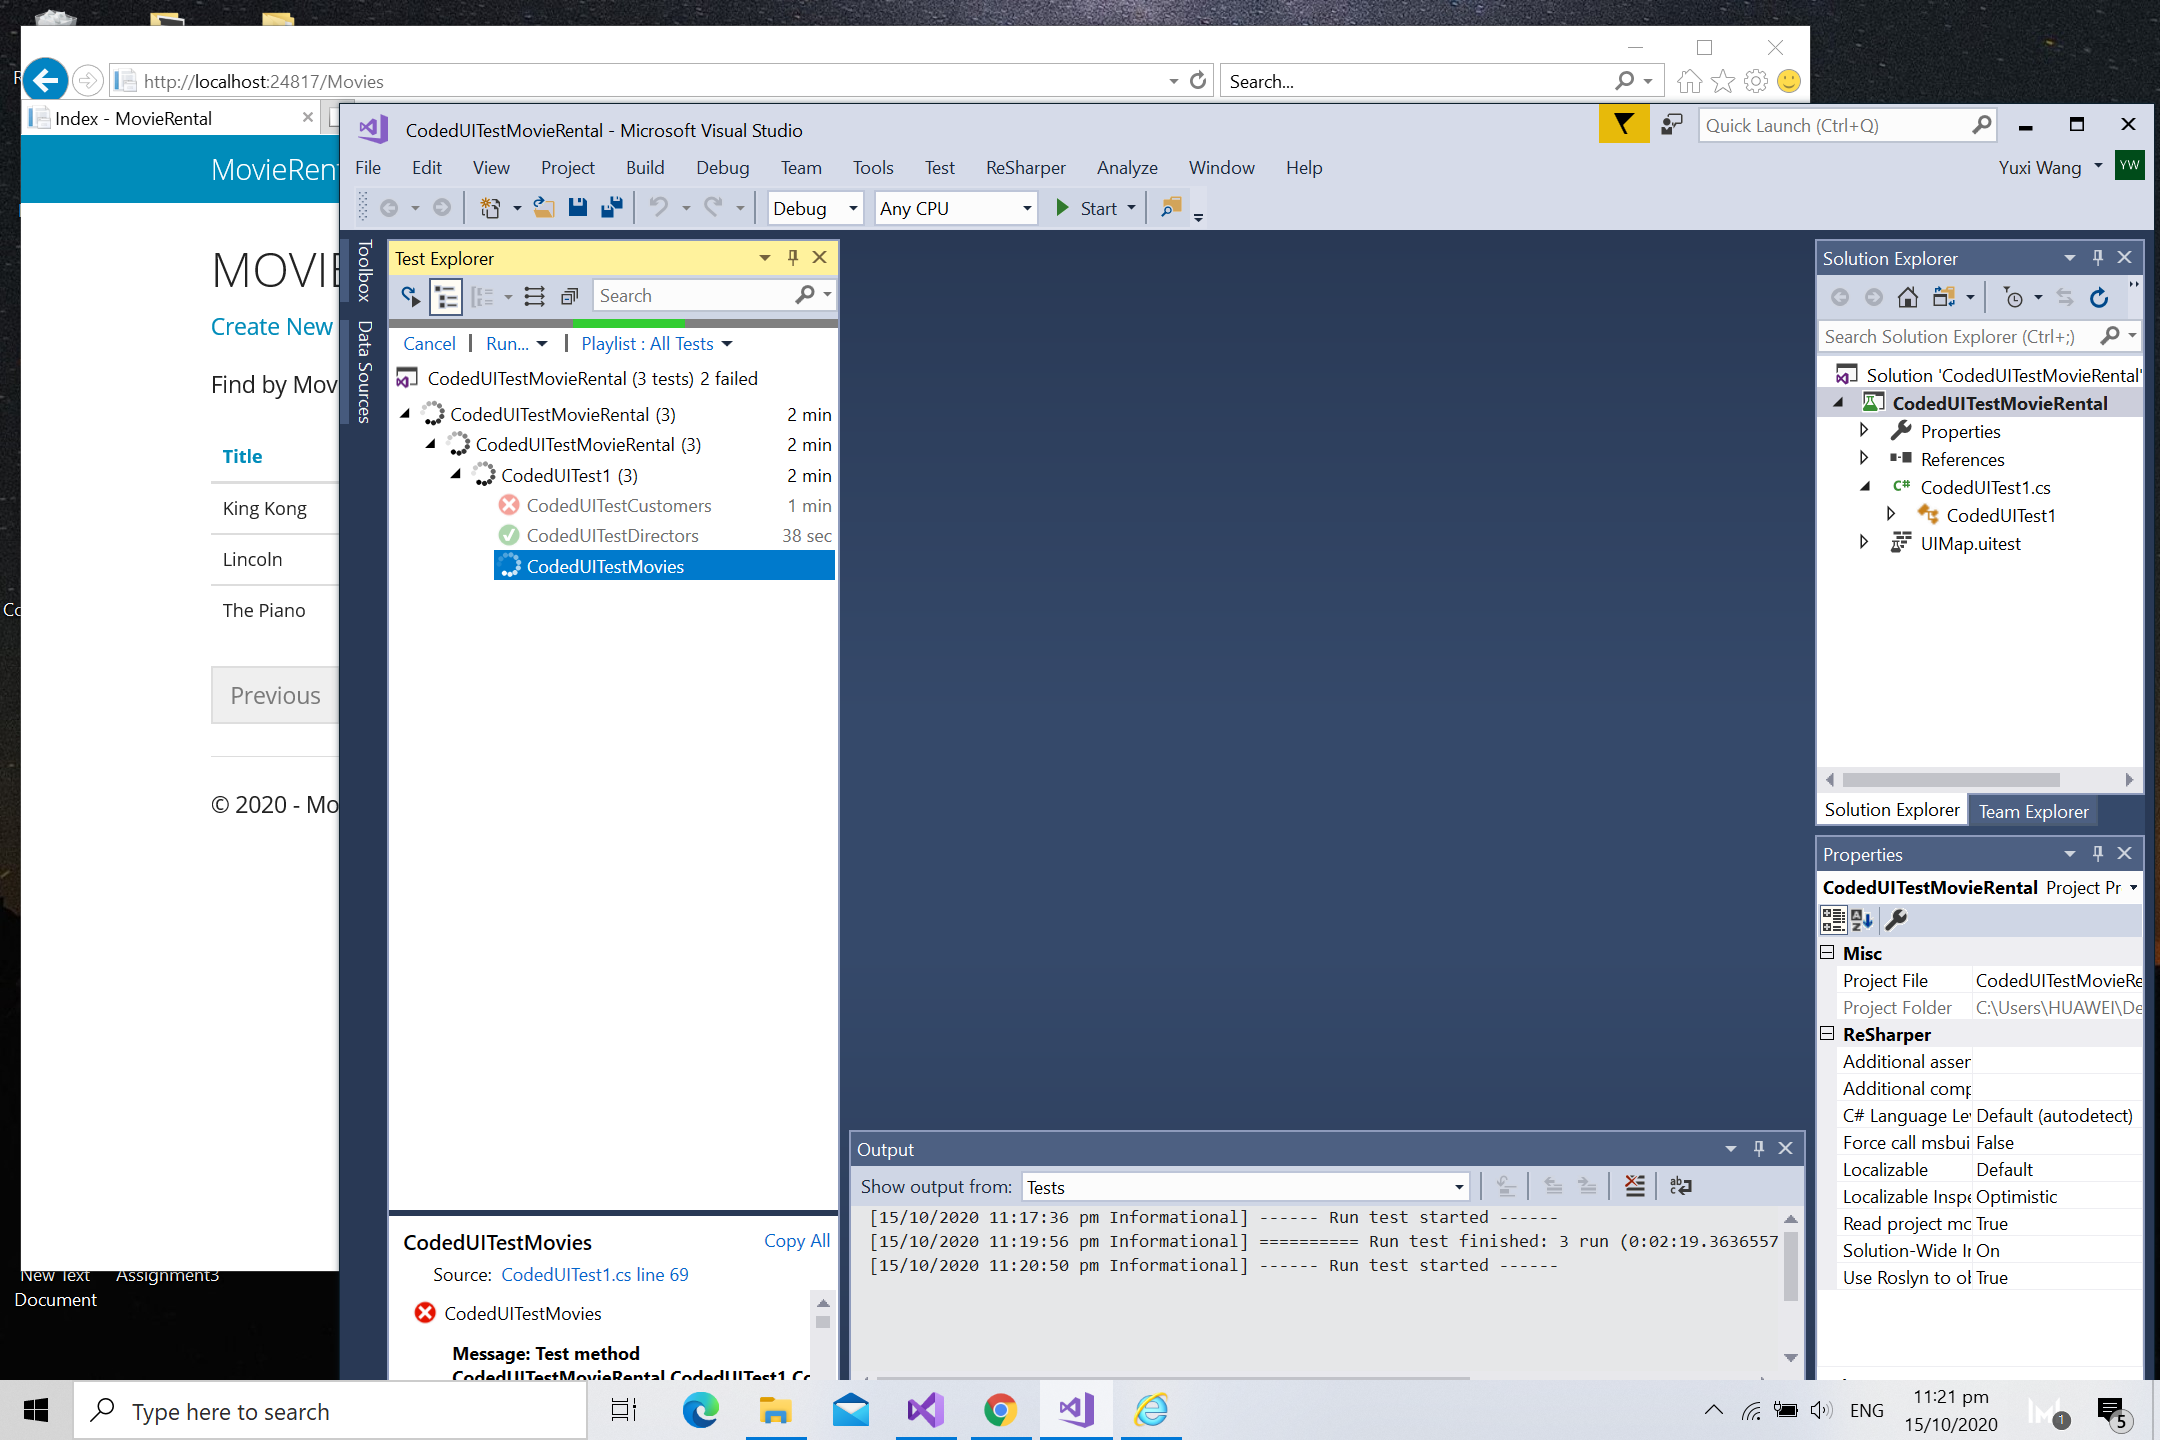 http://localhost:24817/Movies
Search...
Index - MovieRental
CodedUITestMovieRental - Microsoft Visual Studio
Quick Launch (Ctrl+Q)
File Edit View Project Build Debug Team Tools Test ReSharper Analyze Window Help
Yuxi Wang YW
Debug Any CPU Start
Toolbox
Data Sources
Test Explorer
Search
Cancel Run... Playlist : All Tests
CodedUITestMovieRental (3 tests) 2 failed
CodedUITestMovieRental (3) 2 min
CodedUITestMovieRental (3) 2 min
CodedUITest1 (3) 2 min
CodedUITestCustomers 1 min
CodedUITestDirectors 38 sec
CodedUITestMovies
CodedUITestMovies Copy All
Source: CodedUITest1.cs line 69
CodedUITestMovies
Message: Test method
CodedUITestMovieRental.CodedUITest1.Co
MovieRent
MOVIE
Create New
Find by Mov
Title
King Kong
Lincoln
The Piano
Previous
© 2020 - Mo
New Text
Document
Assignment3
Output
Show output from: Tests
[15/10/2020 11:17:36 pm Informational] ------ Run test started ------
[15/10/2020 11:19:56 pm Informational] ========== Run test finished: 3 run (0:02:19.3636557
[15/10/2020 11:20:50 pm Informational] ------ Run test started ------
Solution Explorer
Search Solution Explorer (Ctrl+;)
Solution 'CodedUITestMovieRental'
CodedUITestMovieRental
Properties
References
C# CodedUITest1.cs
CodedUITest1
UIMap.uitest
Solution Explorer Team Explorer
Properties
CodedUITestMovieRental Project Pr
Misc
Project File CodedUITestMovieRe
Project Folder C:\Users\HUAWEI\De
ReSharper
Additional asser
Additional comp
C# Language Lev Default (autodetect)
Force call msbui False
Localizable Default
Localizable Inspe Optimistic
Read project mo True
Solution-Wide In On
Use Roslyn to ob True
Type here to search
ENG
11:21 pm
15/10/2020
1
5